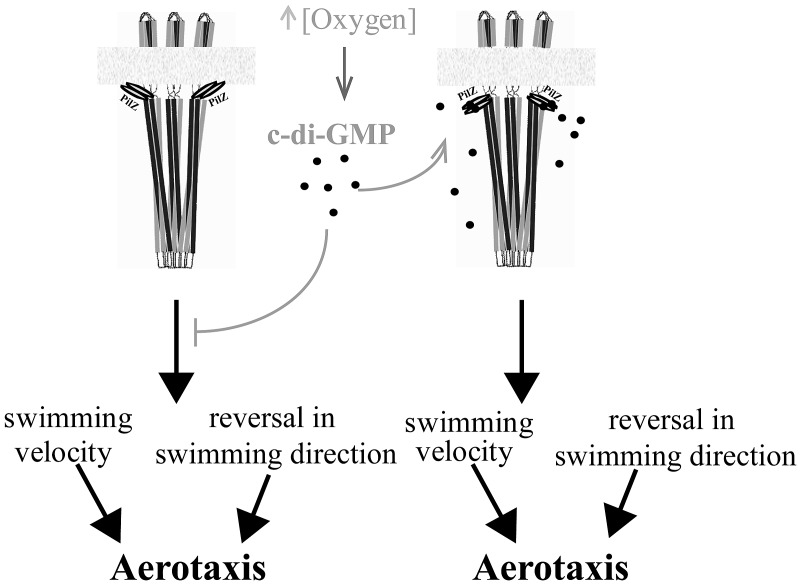 ↑[Oxygen]
PilZ
PilZ
c-di-GMP
PilZ
PilZ
swimming
velocity
reversal in
swimming direction
Aerotaxis
swimming
velocity
reversal in
swimming direction
Aerotaxis